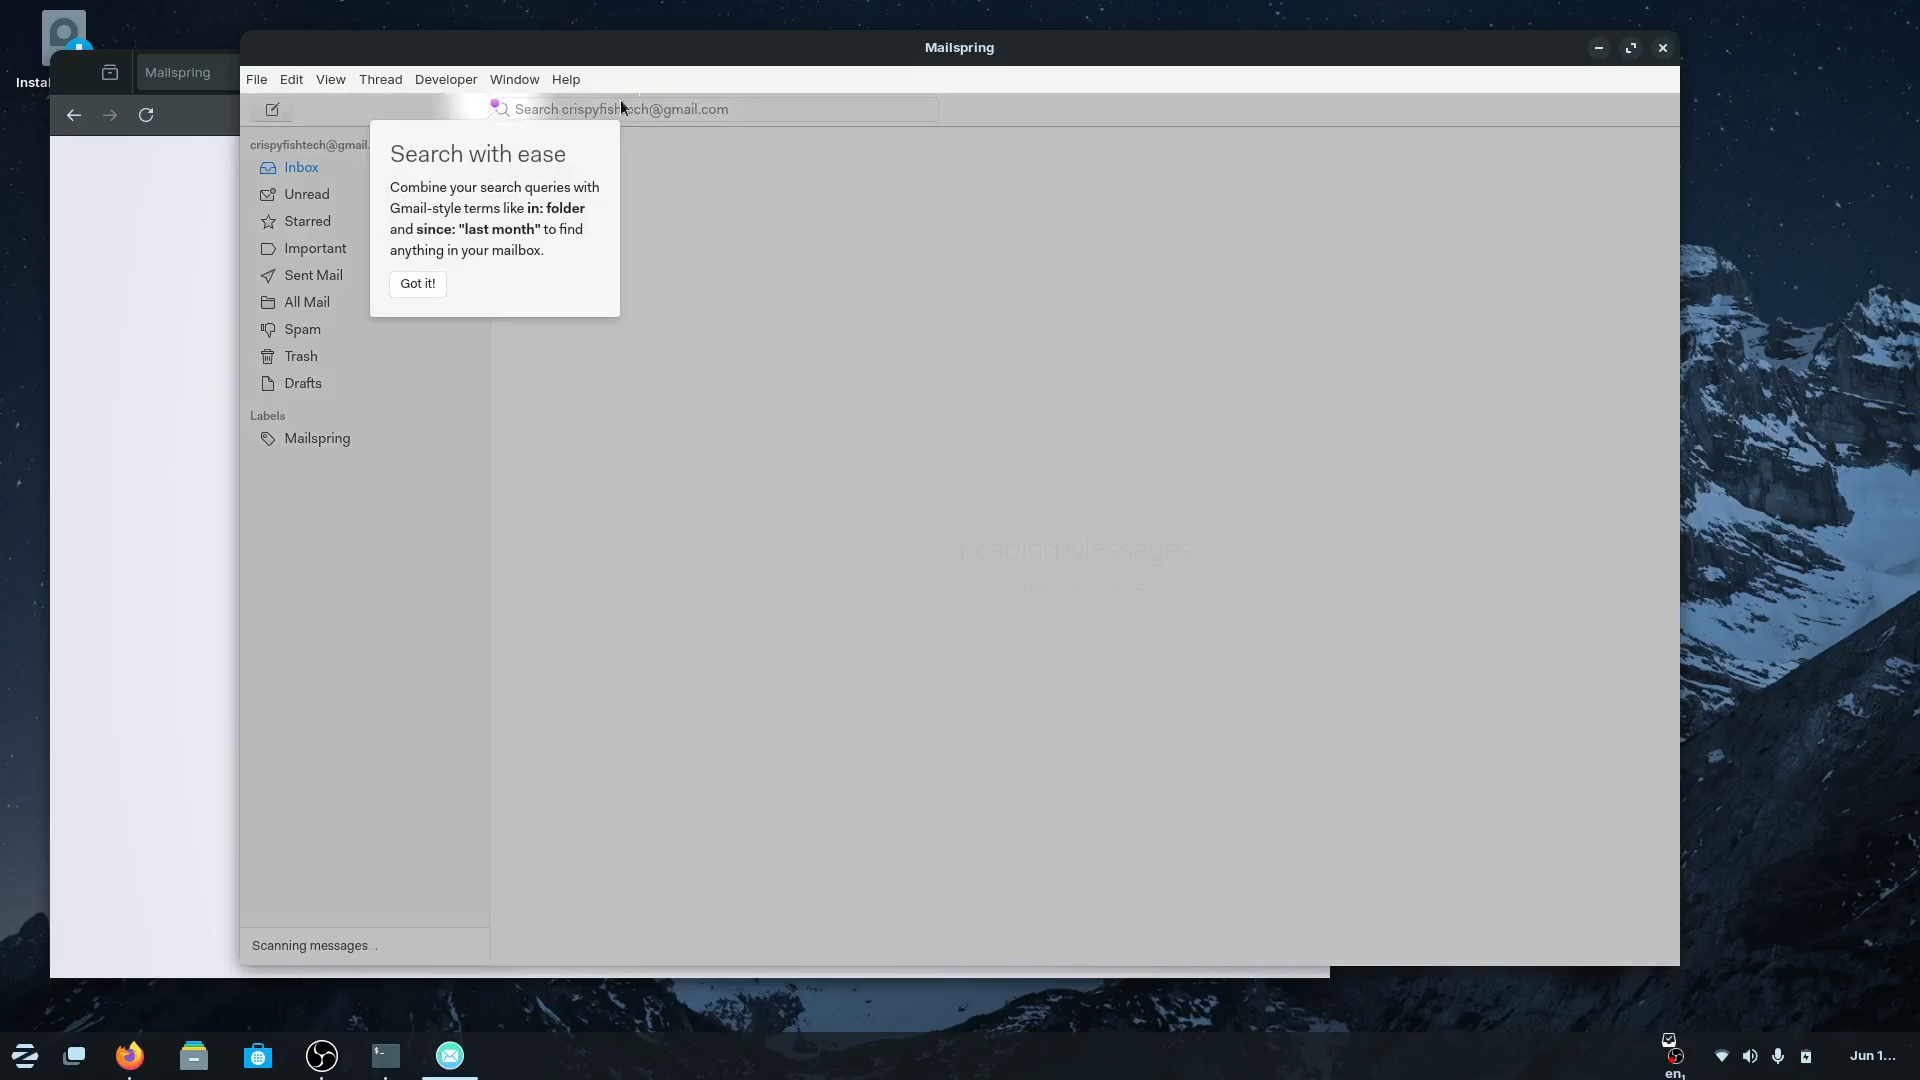 Instal
Mailspring
Mailspring
File Edit View Thread Developer Window Help
Search crispyfishtech@gmail.com
crispyfishtech@gmail.
Inbox
Unread
Starred
Important
Sent Mail
All Mail
Spam
Trash
Drafts
Labels
Mailspring
Search with ease
Combine your search queries with
Gmail-style terms like in: folder
and since: "last month" to find
anything in your mailbox.
Got it!
Loading Messages
Scanning messages .
Jun 1...
en₁